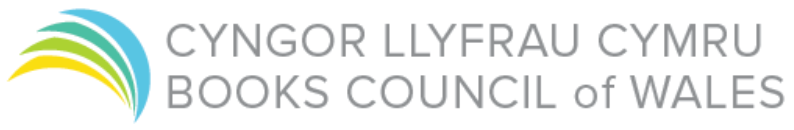 CYNGOR LLYFRAU CYMRU
BOOKS COUNCIL of WALES